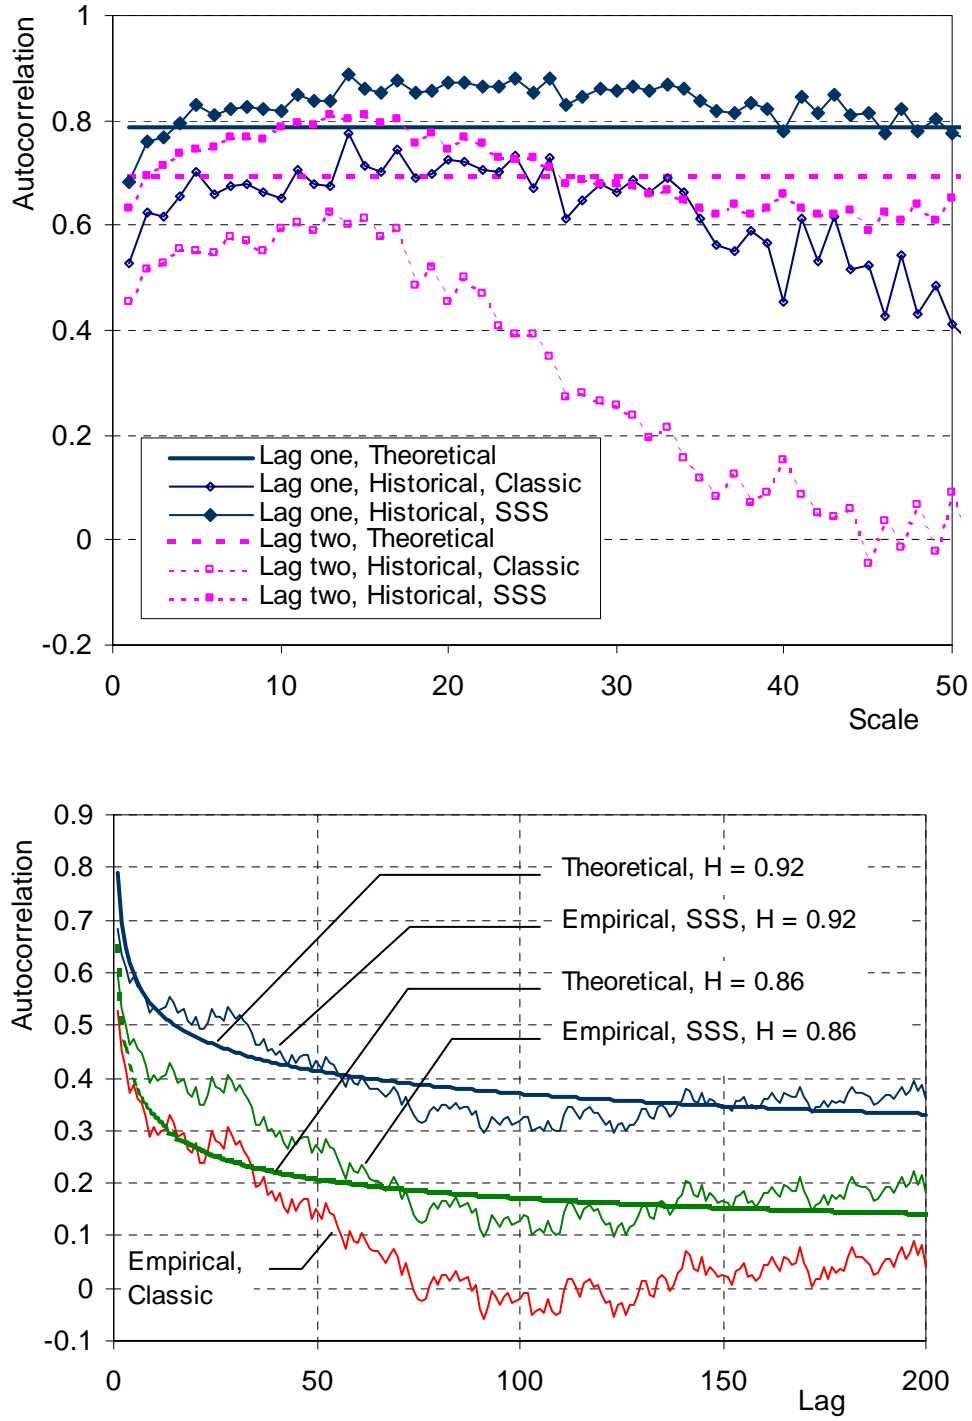 Autocorrelation
1
0.8
0.6
0.4
0.2
0
-0.2
Lag one, Theoretical
Lag one, Historical, Classic
Lag one, Historical, SSS
Lag two, Theoretical
Lag two, Historical, Classic
Lag two, Historical, SSS
0 10 20 30 40 50
Scale
Autocorrelation
0.9
0.8
0.7
0.6
0.5
0.4
0.3
0.2
0.1
0
-0.1
Theoretical, H = 0.92
Empirical, SSS, H = 0.92
Theoretical, H = 0.86
Empirical, SSS, H = 0.86
Empirical,
Classic
0 50 100 150 200
Lag